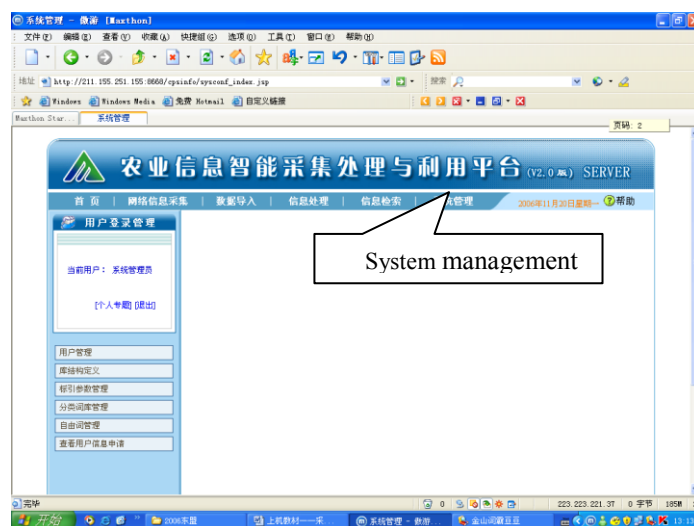 系统管理 - 傲游 [Maxthon]
文件(F) 编辑(E) 查看(V) 收藏(A) 快捷组(G) 选项(O) 工具(T) 窗口(W) 帮助(H)
地址 http://211.155.251.155:8668/cpsinfo/sysconf_index.jsp 搜索
Windows Windows Media 免费 Hotmail 自定义链接
Maxthon Star... 系统管理
页码: 2
农业信息智能采集处理与利用平台 (V2.0版) SERVER
首 页 | 网络信息采集 | 数据导入 | 信息处理 | 信息检索 | 统管理 2006年11月20日星期一 帮助
用户登录管理
System management
当前用户: 系统管理员
[个人专题] [退出]
用户管理
库结构定义
标引参数管理
分类词库管理
自由词管理
查看用户信息申请
完毕 0 223.223.221.37 0 字节 185M
开始 2006东盟 上机教材——采... 系统管理 - 傲游... 金山词霸豆豆